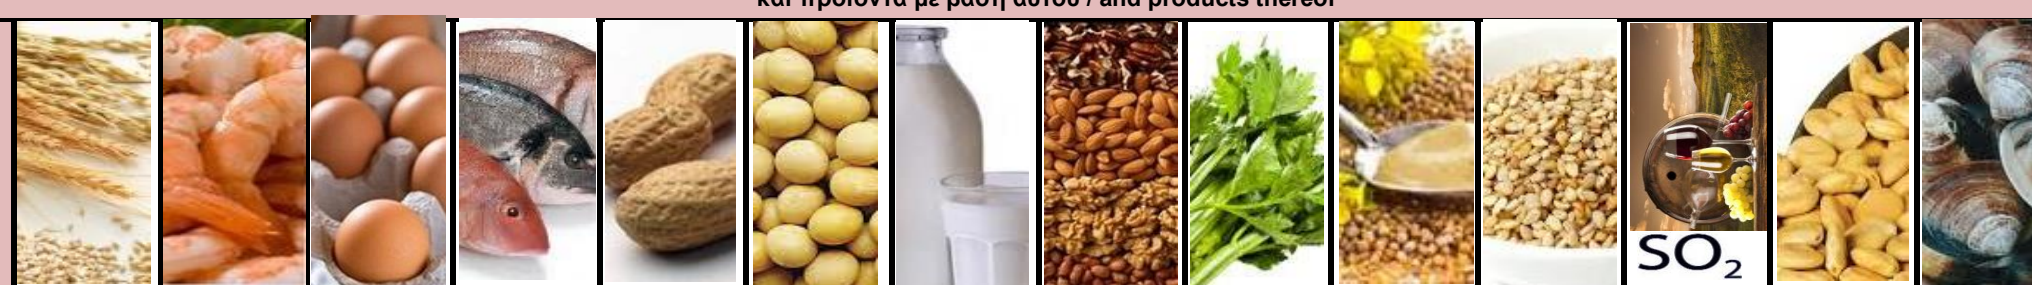 και προϊόντα με βάση αυτού / and products thereof
SO₂